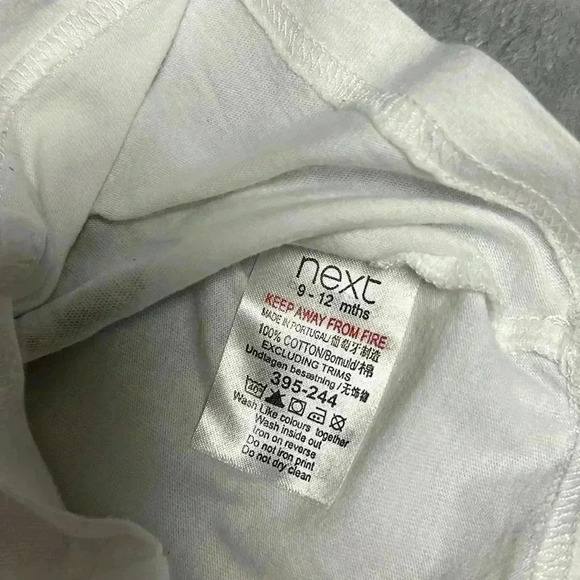 next
9 - 12 mths
KEEP AWAY FROM FIRE
MADE IN PORTUGAL/葡萄牙制造
100% COTTON/Bomuld/棉
EXCLUDING TRIMS
Undtagen besætning/无饰物
395-244
40°
Wash Like colours together
Wash inside out
Iron on reverse
Do not iron print
Do not dry clean